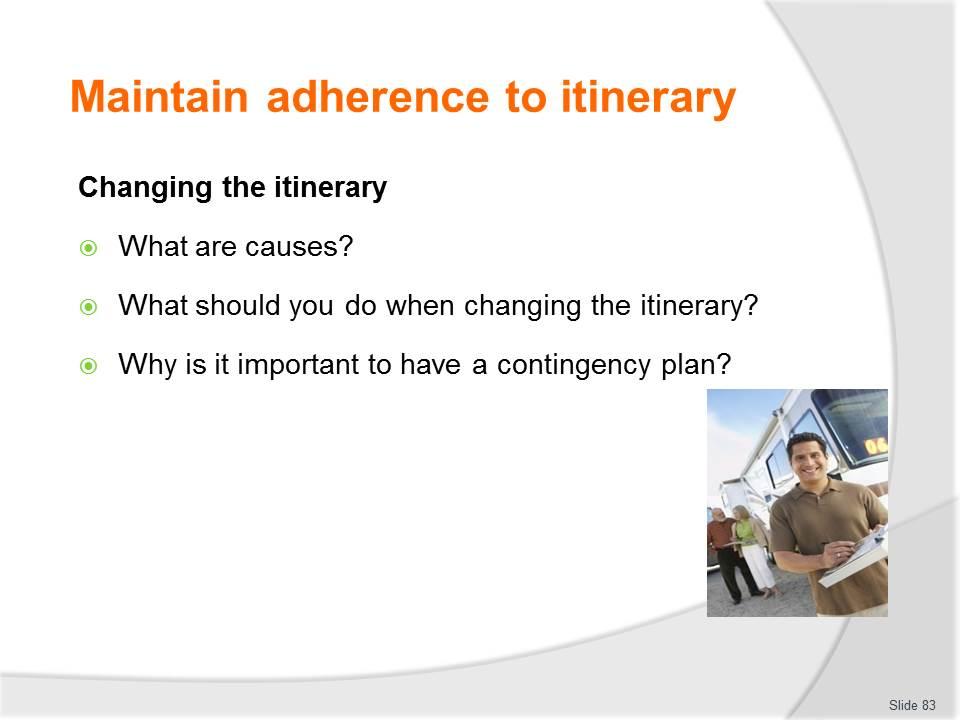 Maintain adherence to itinerary
Changing the itinerary
What are causes?
What should you do when changing the itinerary?
Why is it important to have a contingency plan?
06
Slide 83